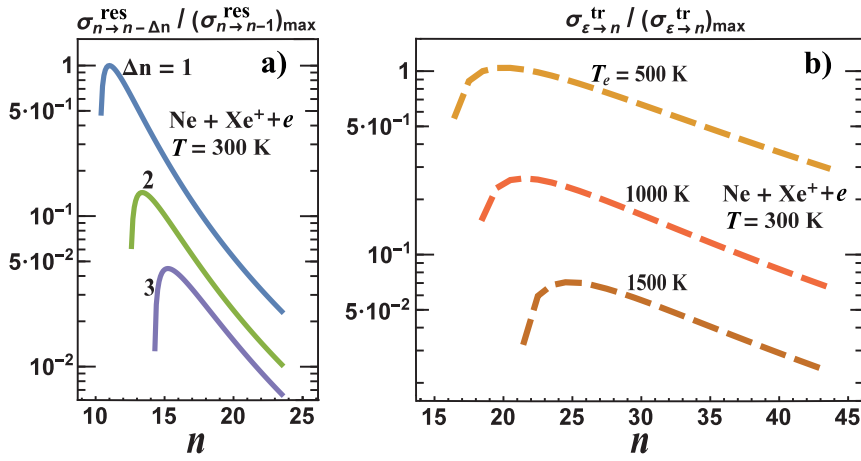 σ^res_{n→n−Δn} / (σ^res_{n→n−1})_max
a)
Δn = 1
Ne + Xe⁺+e
T = 300 K
2
3
1
5·10⁻¹
10⁻¹
5·10⁻²
10⁻²
10 15 20 25
n
σ^tr_{ε→n} / (σ^tr_{ε→n})_max
b)
T_e = 500 K
1000 K
Ne + Xe⁺+e
T = 300 K
1500 K
1
5·10⁻¹
10⁻¹
5·10⁻²
15 20 25 30 35 40 45
n